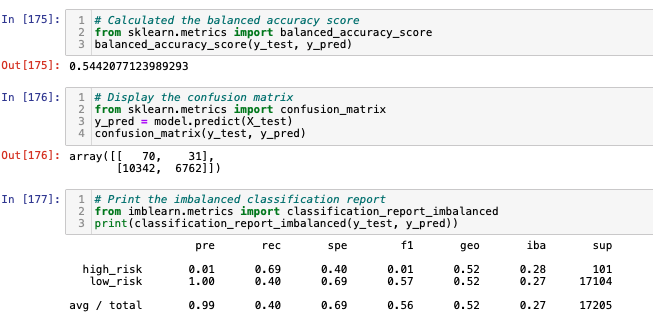 In [175]:
1 # Calculated the balanced accuracy score
2 from sklearn.metrics import balanced_accuracy_score
3 balanced_accuracy_score(y_test, y_pred)
Out[175]: 0.5442077123989293
In [176]:
1 # Display the confusion matrix
2 from sklearn.metrics import confusion_matrix
3 y_pred = model.predict(X_test)
4 confusion_matrix(y_test, y_pred)
Out[176]: array([[   70,    31],
       [10342,  6762]])
In [177]:
1 # Print the imbalanced classification report
2 from imblearn.metrics import classification_report_imbalanced
3 print(classification_report_imbalanced(y_test, y_pred))
pre rec spe f1 geo iba sup
high_risk 0.01 0.69 0.40 0.01 0.52 0.28 101
low_risk 1.00 0.40 0.69 0.57 0.52 0.27 17104
avg / total 0.99 0.40 0.69 0.56 0.52 0.27 17205